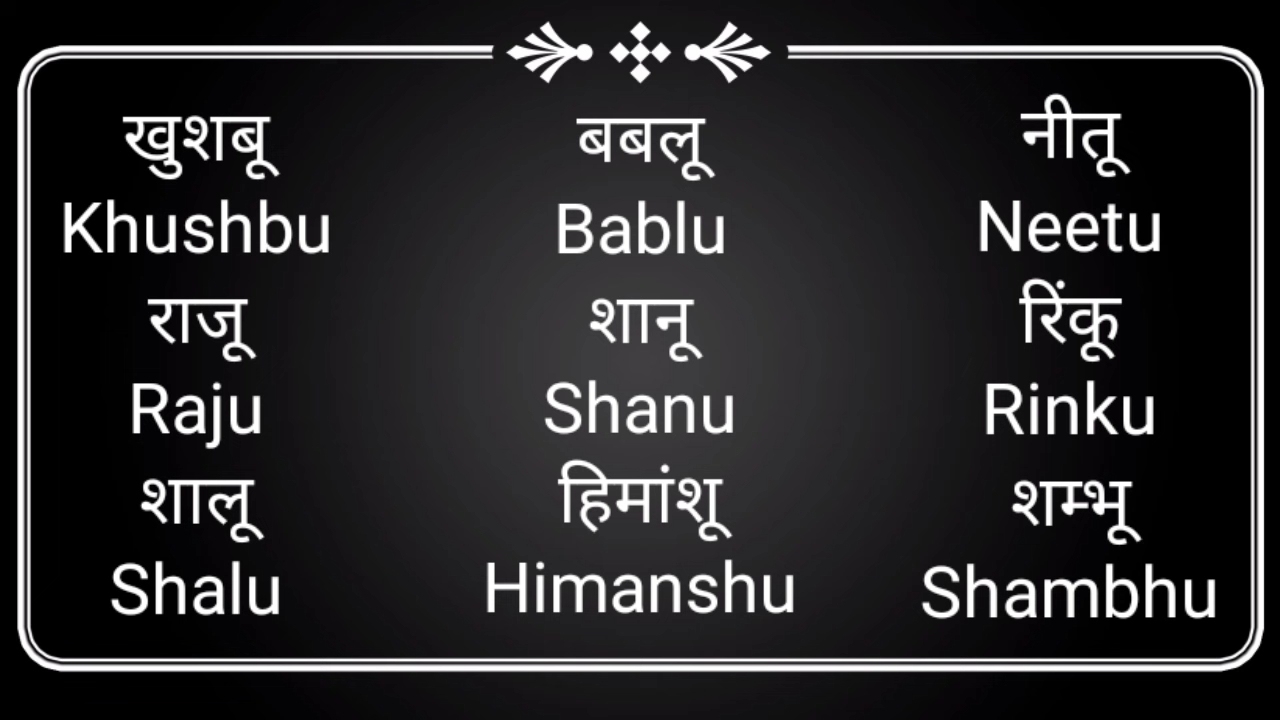 खुशबू बबलू नीतू
Khushbu Bablu Neetu
राजू शानू रिंकू
Raju Shanu Rinku
शालू हिमांशू शम्भू
Shalu Himanshu Shambhu